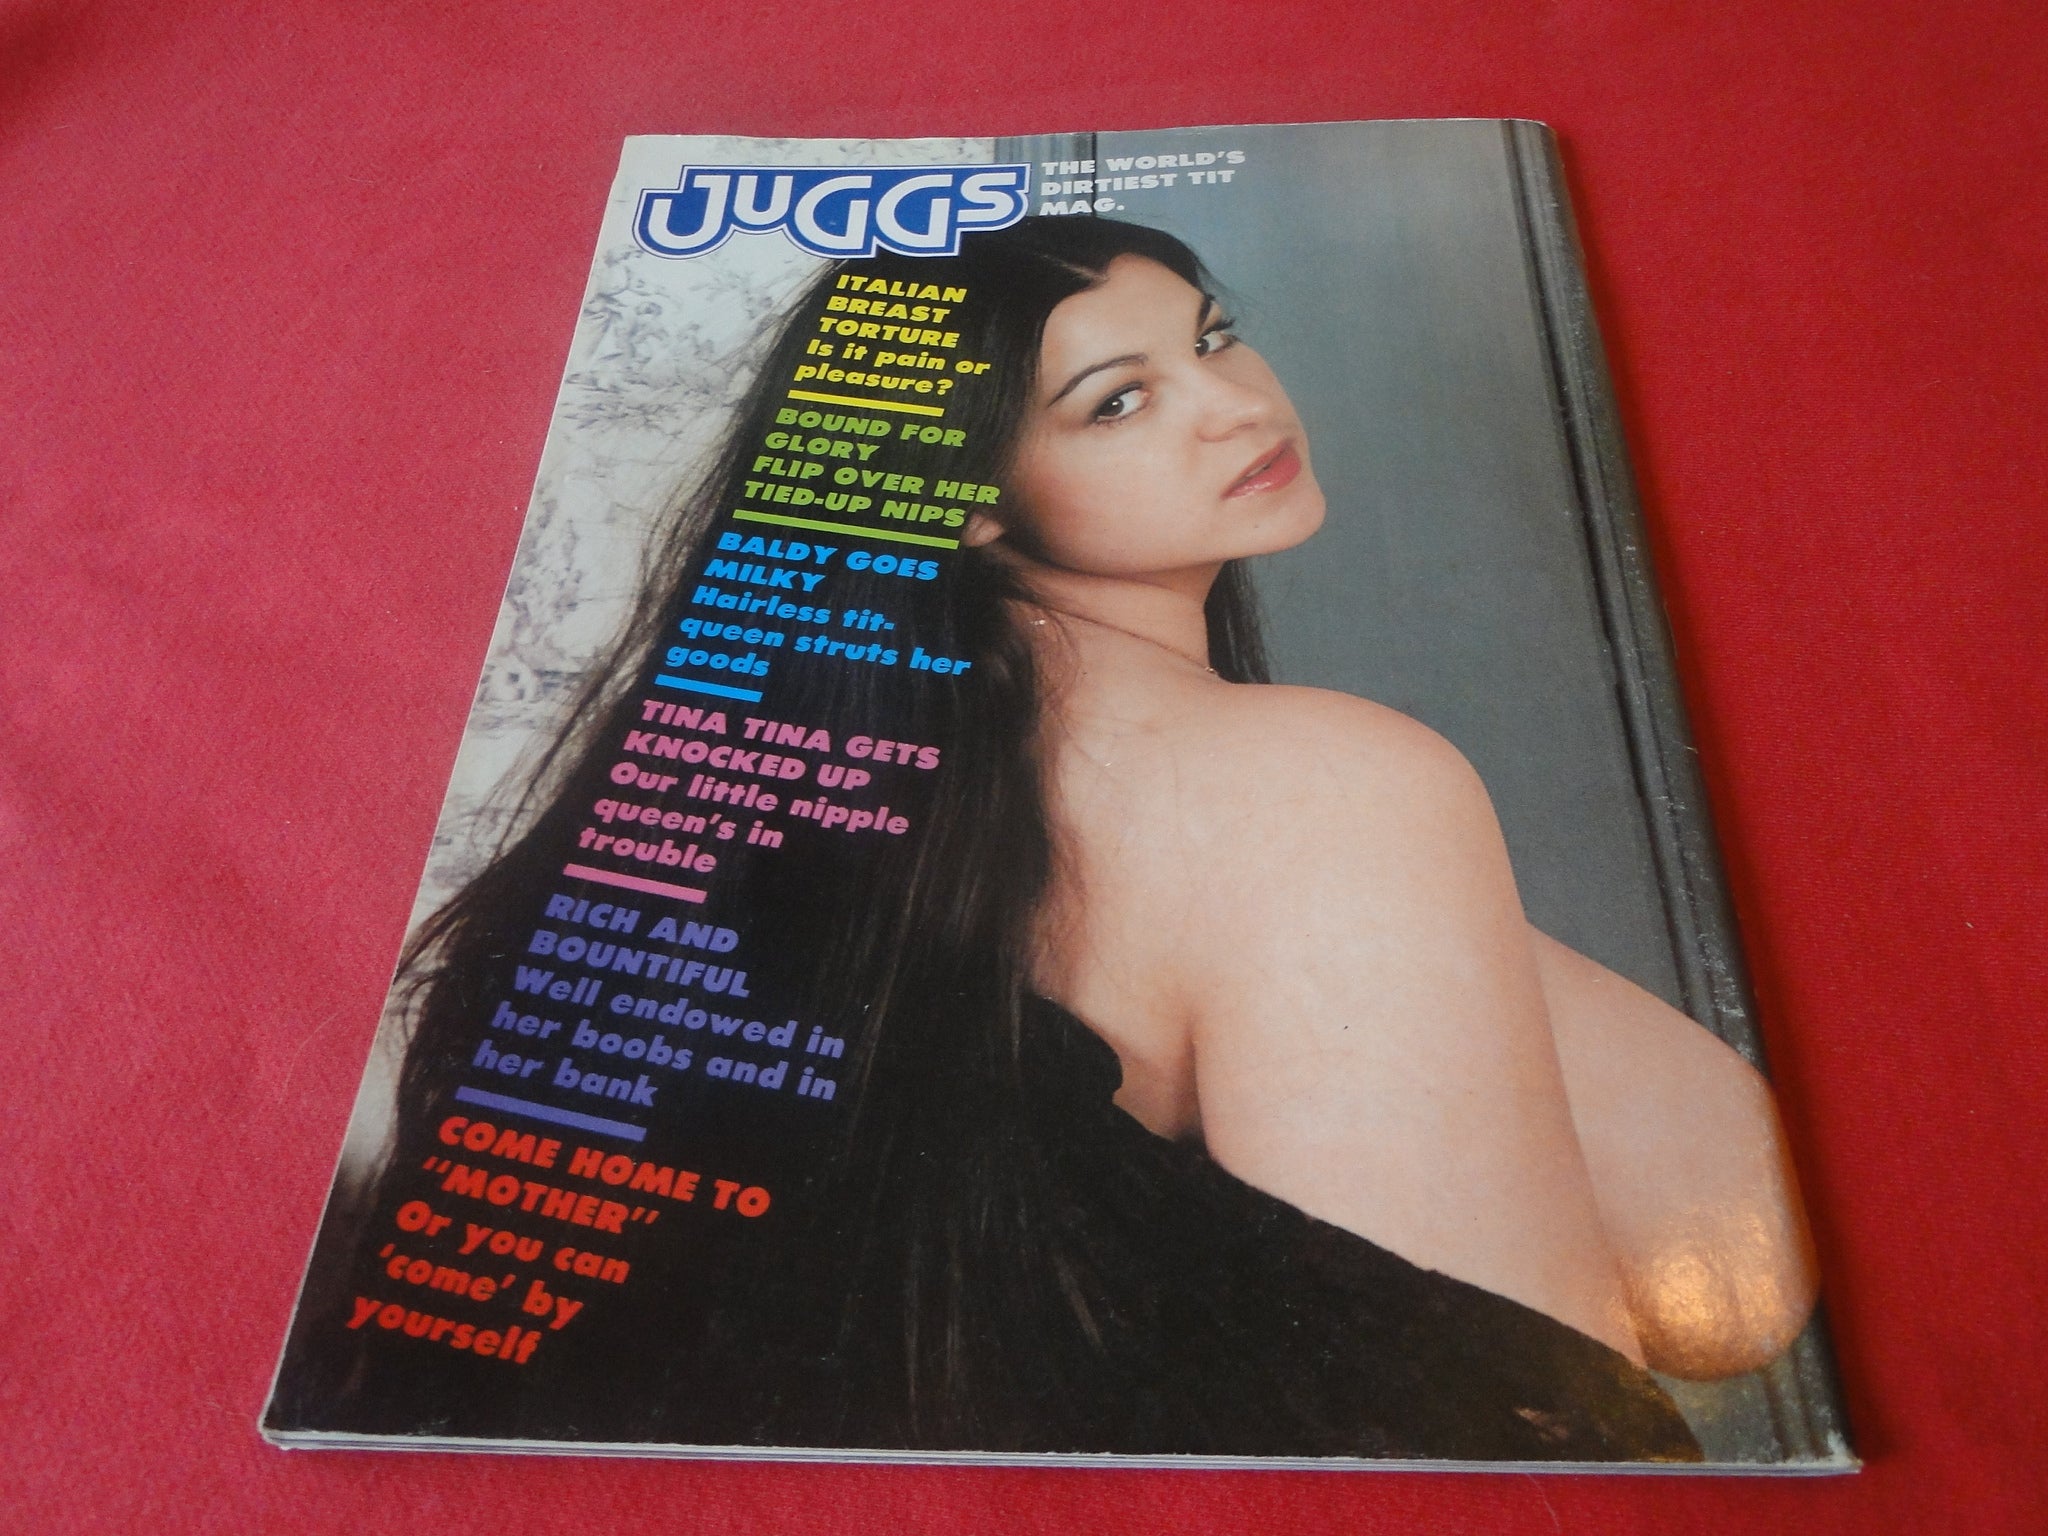 JUGGS
THE WORLD'S
DIRTIEST TIT
MAG.
ITALIAN
BREAST
TORTURE
Is it pain or
pleasure?
BOUND FOR
GLORY
FLIP OVER HER
TIED-UP NIPS
BALDY GOES
MILKY
Hairless tit-
queen struts her
goods
TINA TINA GETS
KNOCKED UP
Our little nipple
queen's in
trouble
RICH AND
BOUNTIFUL
Well endowed in
her boobs and in
her bank
COME HOME TO
"MOTHER"
Or you can
'come' by
yourself